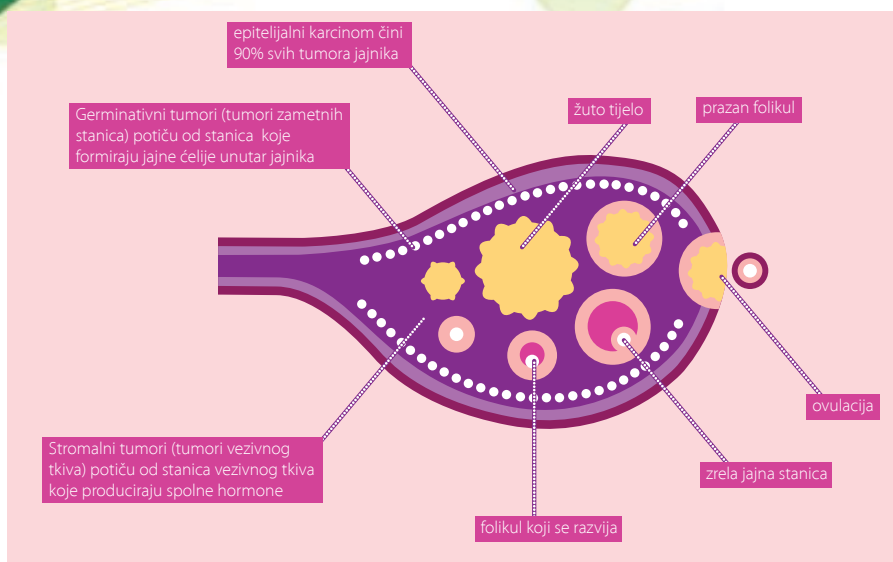 epitelijalni karcinom čini
90% svih tumora jajnika
Germinativni tumori (tumori zametnih
stanica) potiču od stanica koje
formiraju jajne ćelije unutar jajnika
žuto tijelo
prazan folikul
ovulacija
zrela jajna stanica
folikul koji se razvija
Stromalni tumori (tumori vezivnog
tkiva) potiču od stanica vezivnog tkiva
koje produciraju spolne hormone